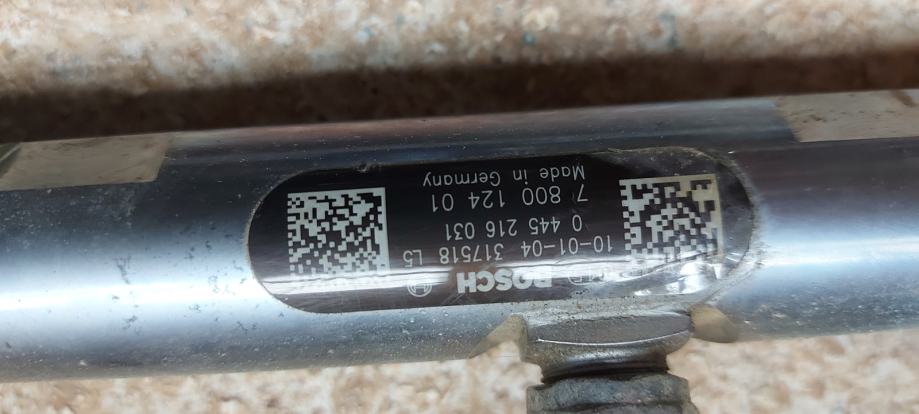 BOSCH
10-01-04 317518 L5
0 445 216 031
7 800 124 01
Made in Germany